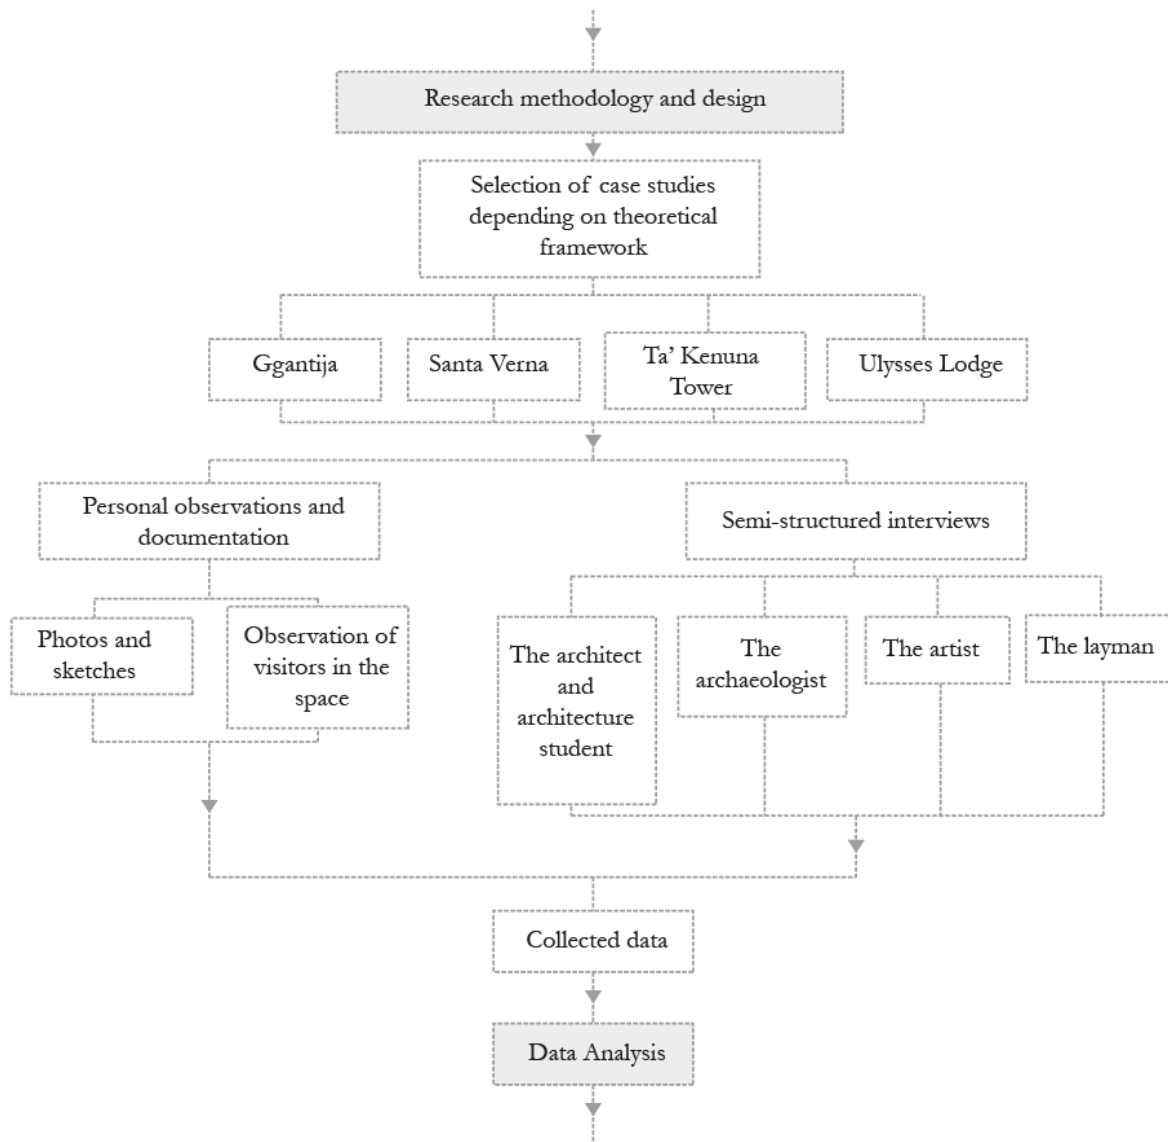 Research methodology and design
Selection of case studies
depending on theoretical
framework
Ggantija
Santa Verna
Ta' Kenuna
Tower
Ulysses Lodge
Personal observations and
documentation
Semi-structured interviews
Photos and
sketches
Observation of
visitors in the
space
The architect
and
architecture
student
The
archaeologist
The artist
The layman
Collected data
Data Analysis